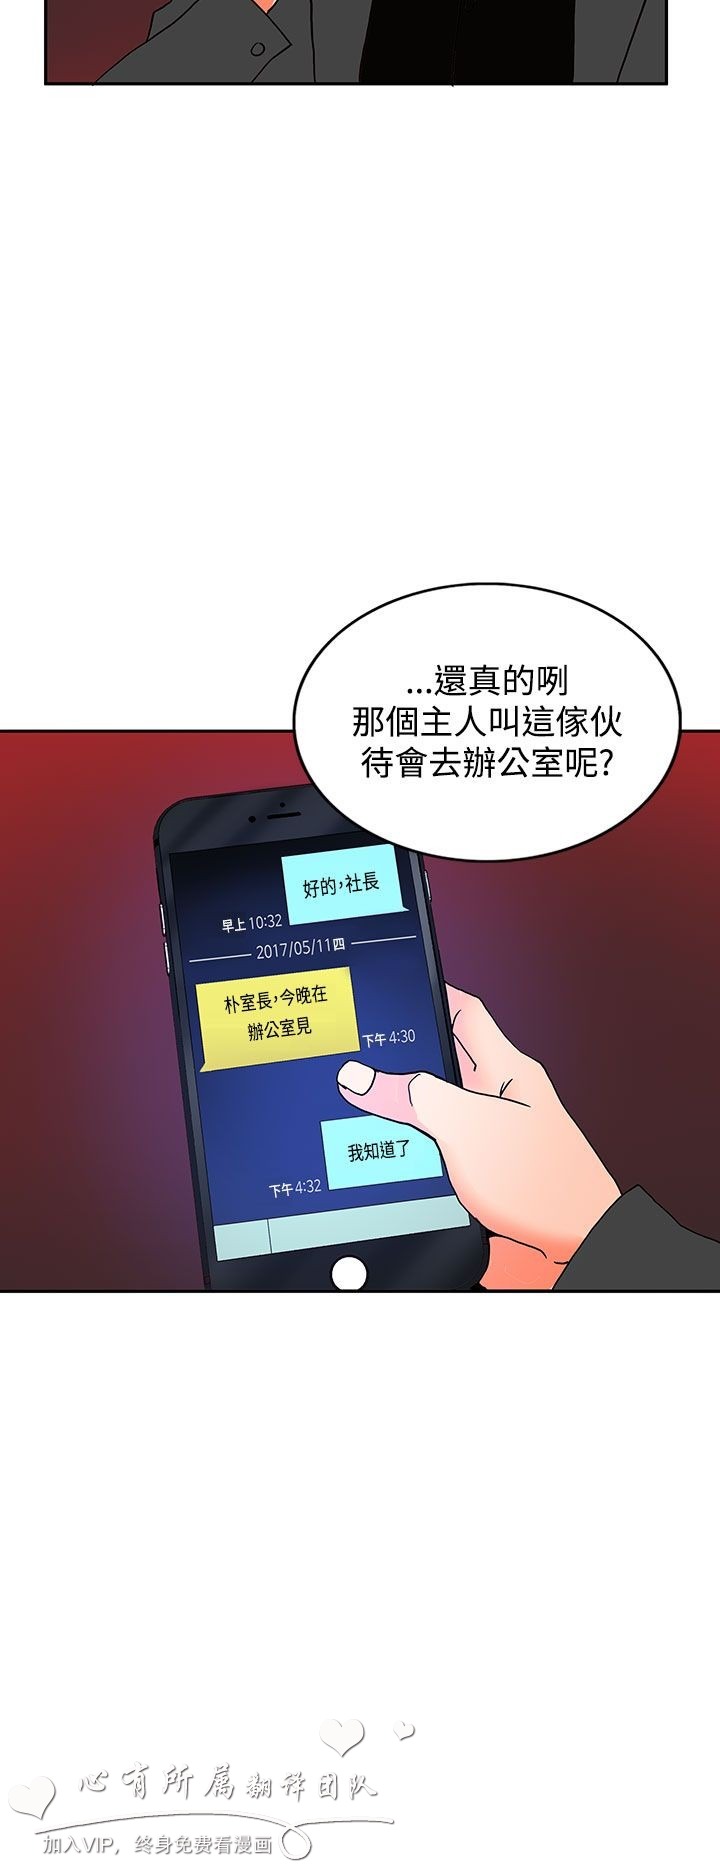 ...還真的咧
那個主人叫這傢伙
待會去辦公室呢?
好的,社長
早上 10:32
2017/05/11四
朴室長,今晚在
辦公室見
下午 4:30
我知道了
下午 4:32
心有所属翻译团队
加入VIP，终身免费看漫画